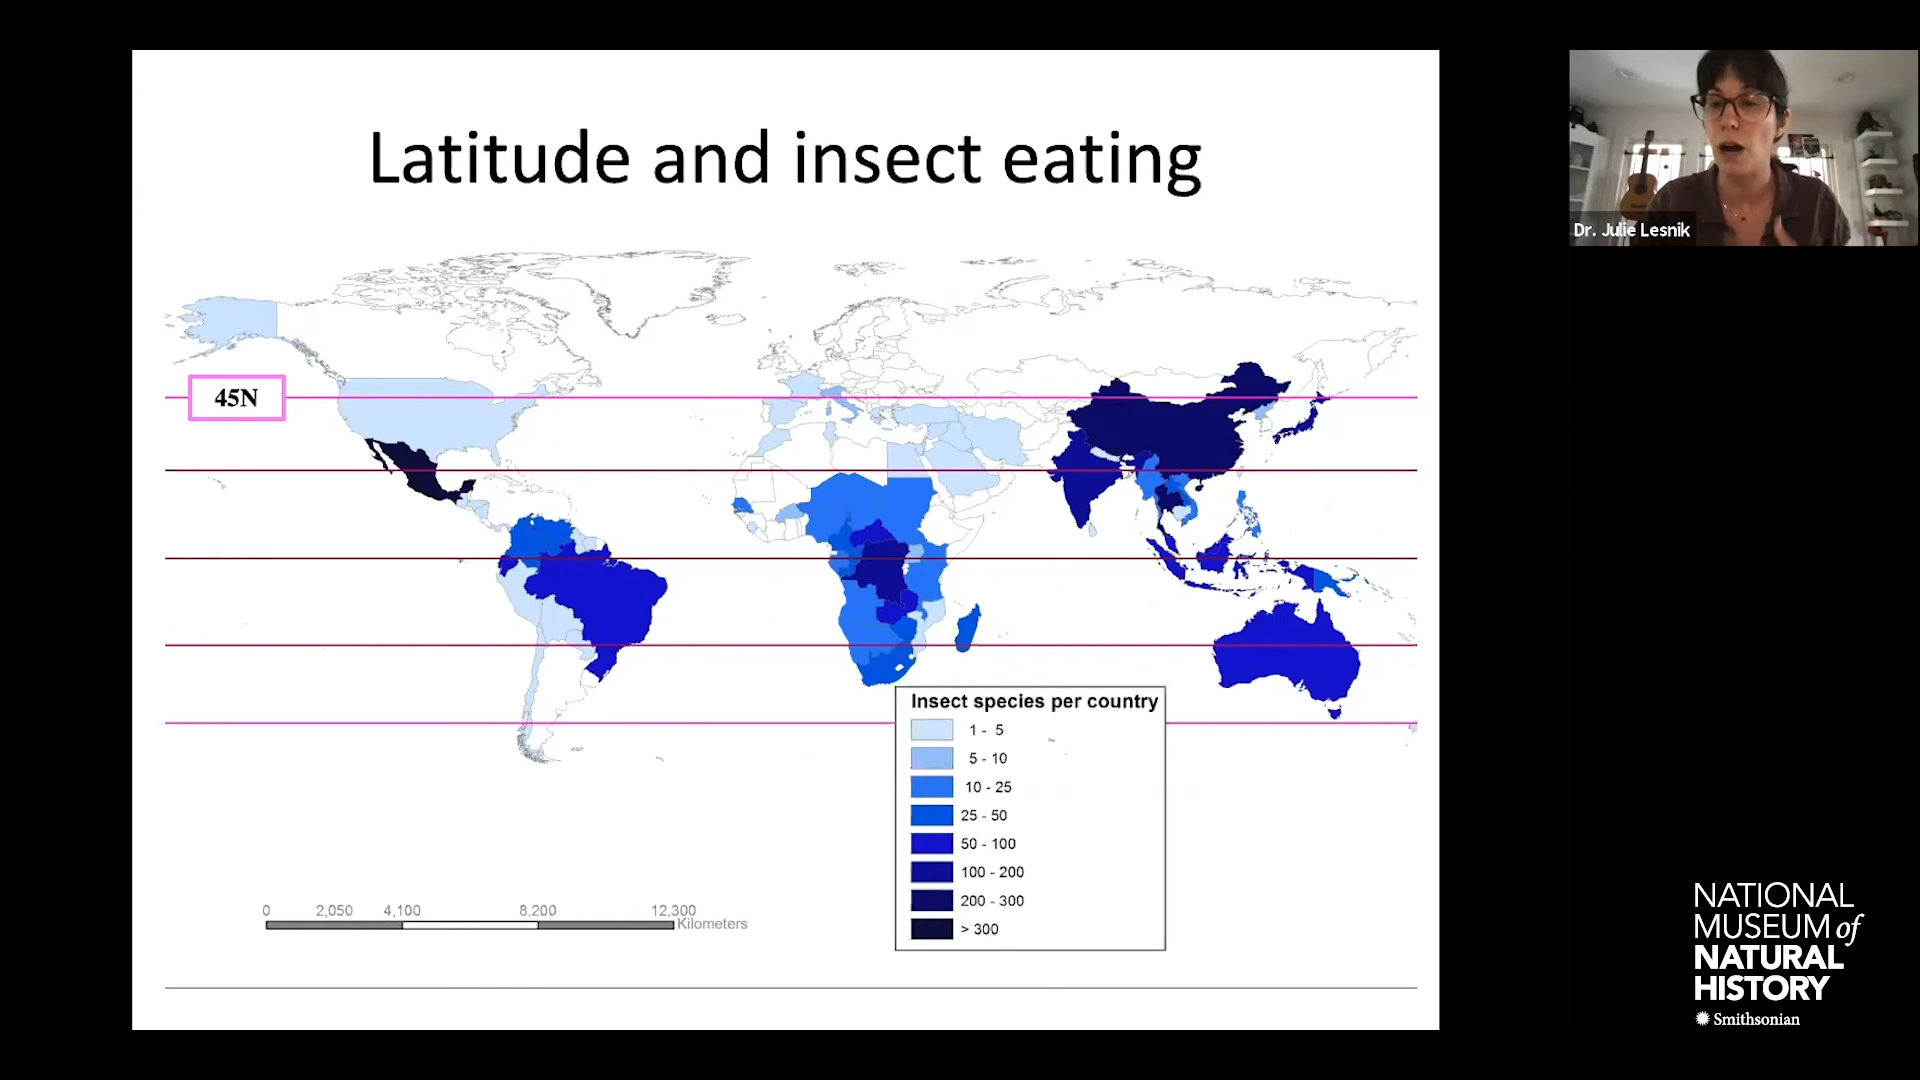 Latitude and insect eating
Dr. Julie Lesnik
45N
Insect species per country
1 - 5
5 - 10
10 - 25
25 - 50
50 - 100
100 - 200
200 - 300
> 300
0 2,050 4,100 8,200 12,300
Kilometers
NATIONAL
MUSEUM of
NATURAL
HISTORY
Smithsonian